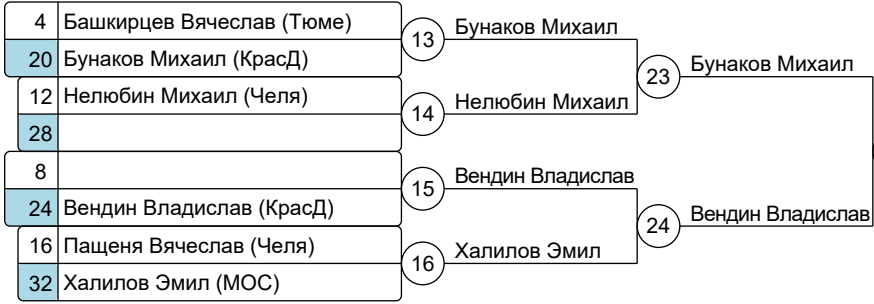 4 Башкирцев Вячеслав (Тюме)
20 Бунаков Михаил (КрасД)
13 Бунаков Михаил
12 Нелюбин Михаил (Челя)
28
14 Нелюбин Михаил
23 Бунаков Михаил
8
24 Вендин Владислав (КрасД)
15 Вендин Владислав
16 Пащеня Вячеслав (Челя)
32 Халилов Эмил (МОС)
16 Халилов Эмил
24 Вендин Владислав